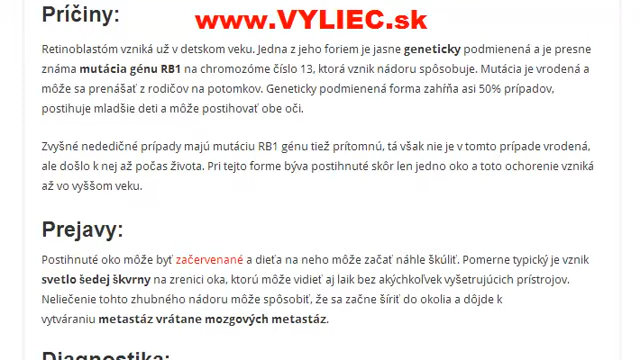 www.VYLIEC.sk
Príčiny:
Retinoblastóm vzniká už v detskom veku. Jedna z jeho foriem je jasne geneticky podmienená a je presne
známa mutácia génu RB1 na chromozóme číslo 13, ktorá vznik nádoru spôsobuje. Mutácia je vrodená a
môže sa prenášať z rodičov na potomkov. Geneticky podmienená forma zahŕňa asi 50% prípadov,
postihuje mladšie deti a môže postihovať obe oči.
Zvyšné nededičné prípady majú mutáciu RB1 génu tiež prítomnú, tá však nie je v tomto prípade vrodená,
ale došlo k nej až počas života. Pri tejto forme býva postihnuté skôr len jedno oko a toto ochorenie vzniká
až vo vyššom veku.
Prejavy:
Postihnuté oko môže byť začervenané a dieťa na neho môže začať náhle škúliť. Pomerne typický je vznik
svetlo šedej škvrny na zrenici oka, ktorú môže vidieť aj laik bez akýchkoľvek vyšetrujúcich prístrojov.
Neliečenie tohto zhubného nádoru môže spôsobiť, že sa začne šíriť do okolia a dôjde k
vytváraniu metastáz vrátane mozgových metastáz.
Diagnostika: